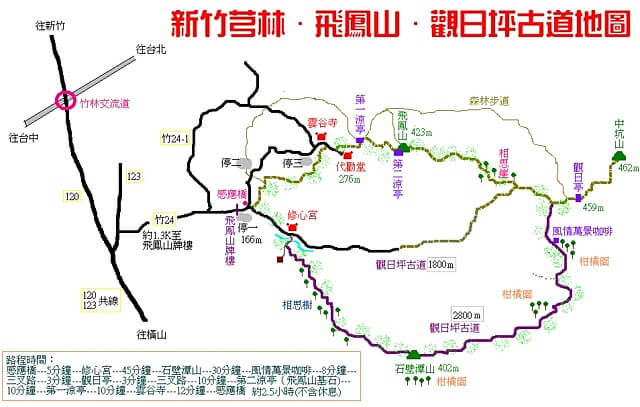 新竹芎林·飛鳳山·觀日坪古道地圖
往新竹
往台北
竹林交流道
往台中
120
123
竹24-1
竹24
約1.3K至
飛鳳山牌樓
120
123 共線
往橫山
停二
停三
停一
感應橋
飛鳳山牌樓
166m
雲谷寺
代勸堂
276m
修心宮
第一涼亭
飛鳳山
423m
第二涼亭
森林步道
相思崖
中坑山
462m
觀日亭
459m
風情萬景咖啡
柑橘園
觀日坪古道
1800m
柑橘園
2800 m
觀日坪古道
相思樹
石壁潭山 402m
柑橘園
路程時間：
感應橋---5分鐘---修心宮---45分鐘---石壁潭山---30分鐘---風情萬景咖啡---8分鐘---
三叉路---3分鐘---觀日亭---3分鐘---三叉路---10分鐘---第二涼亭（飛鳳山基石)---
10分鐘---第一涼亭---10分鐘---雲谷寺---12分鐘---感應橋 約2.5小時(不含休息)